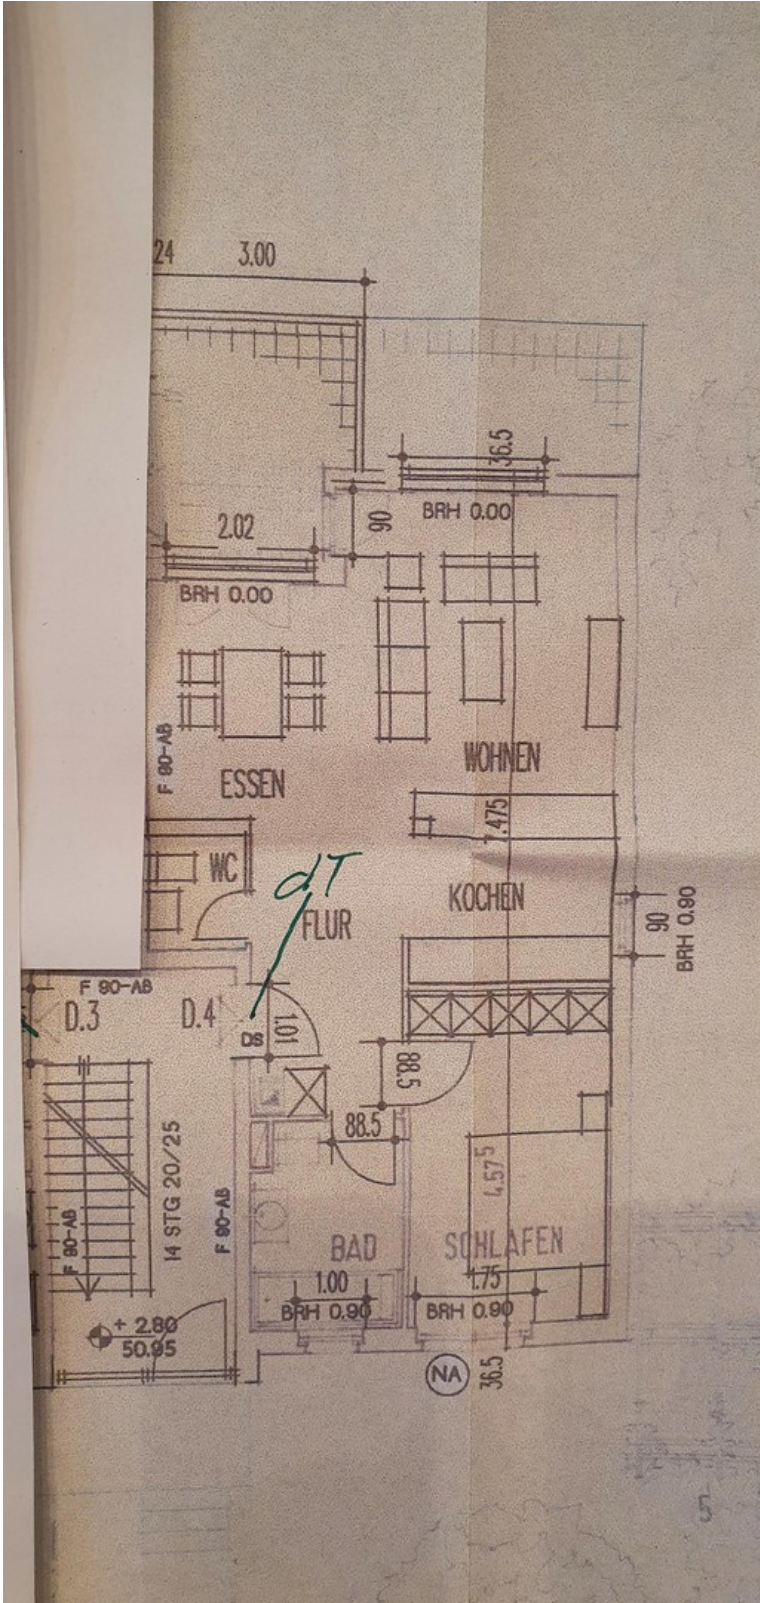 24 3.00
36.5
90
BRH 0.00
2.02
BRH 0.00
F 90-AB
WOHNEN
ESSEN
7.475
WC
dT
KOCHEN
FLUR
90
BRH 0.90
F 90-AB
D.3
D.4
DS
1.01
88.5
88.5
14 STG 20/25
4.57⁵
F 90-AB
F 90-AB
BAD
SCHLAFEN
1.00
BRH 0.90
1.75
BRH 0.90
+ 2.80
50.95
NA
36.5
5